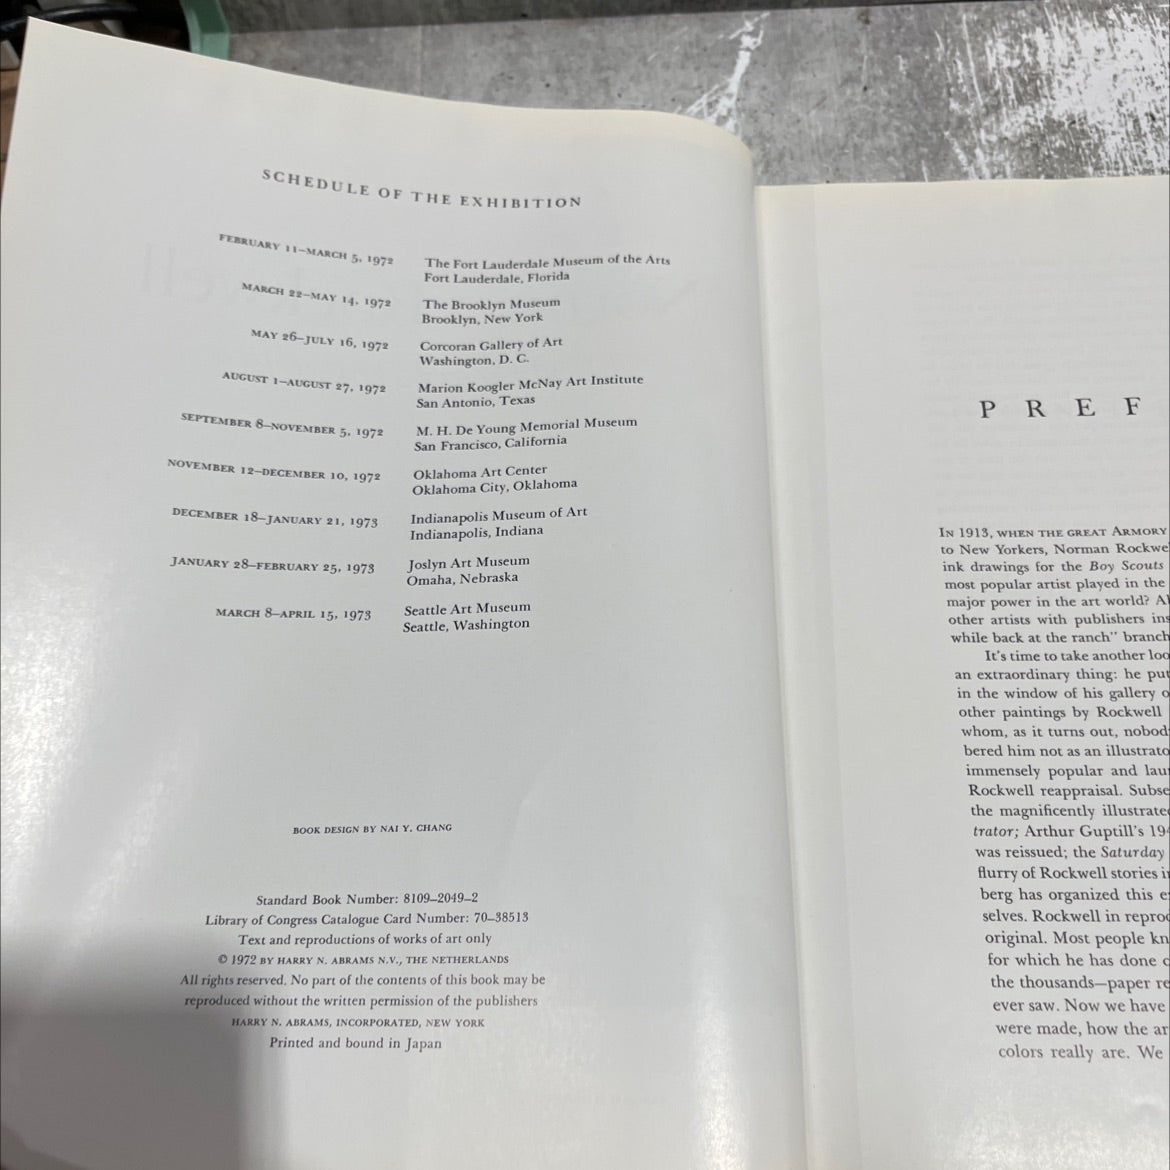 SCHEDULE OF THE EXHIBITION
FEBRUARY 11–MARCH 5, 1972
The Fort Lauderdale Museum of the Arts
Fort Lauderdale, Florida
MARCH 22–MAY 14, 1972
The Brooklyn Museum
Brooklyn, New York
MAY 26–JULY 16, 1972
Corcoran Gallery of Art
Washington, D. C.
AUGUST 1–AUGUST 27, 1972
Marion Koogler McNay Art Institute
San Antonio, Texas
SEPTEMBER 8–NOVEMBER 5, 1972
M. H. De Young Memorial Museum
San Francisco, California
NOVEMBER 12–DECEMBER 10, 1972
Oklahoma Art Center
Oklahoma City, Oklahoma
DECEMBER 18–JANUARY 21, 1973
Indianapolis Museum of Art
Indianapolis, Indiana
JANUARY 28–FEBRUARY 25, 1973
Joslyn Art Museum
Omaha, Nebraska
MARCH 8–APRIL 15, 1973
Seattle Art Museum
Seattle, Washington
BOOK DESIGN BY NAI Y. CHANG
Standard Book Number: 8109–2049–2
Library of Congress Catalogue Card Number: 70–38513
Text and reproductions of works of art only
© 1972 BY HARRY N. ABRAMS N.V., THE NETHERLANDS
All rights reserved. No part of the contents of this book may be
reproduced without the written permission of the publishers
HARRY N. ABRAMS, INCORPORATED, NEW YORK
Printed and bound in Japan
P R E F
IN 1913, WHEN THE GREAT ARMORY
to New Yorkers, Norman Rockwe
ink drawings for the Boy Scouts
most popular artist played in the
major power in the art world? Al
other artists with publishers ins
while back at the ranch" branch
It's time to take another loo
an extraordinary thing: he put
in the window of his gallery o
other paintings by Rockwell
whom, as it turns out, nobod
bered him not as an illustrato
immensely popular and lau
Rockwell reappraisal. Subse
the magnificently illustrate
trator; Arthur Guptill's 194
was reissued; the Saturday
flurry of Rockwell stories i
berg has organized this e
selves. Rockwell in repro
original. Most people kn
for which he has done
the thousands—paper re
ever saw. Now we have
were made, how the ar
colors really are. We